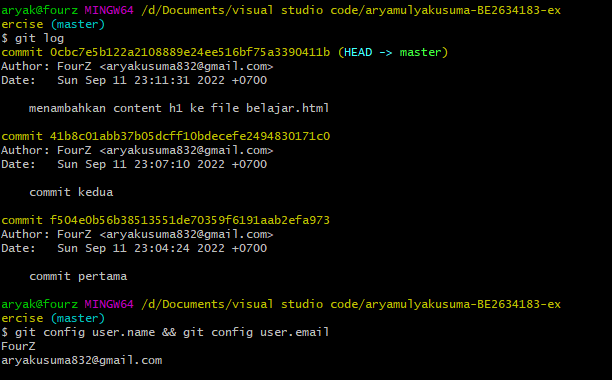 aryak@fourz MINGW64 /d/Documents/visual studio code/aryamulyakusuma-BE2634183-ex
ercise (master)
$ git log
commit 0cbc7e5b122a2108889e24ee516bf75a3390411b (HEAD -> master)
Author: FourZ <aryakusuma832@gmail.com>
Date:   Sun Sep 11 23:11:31 2022 +0700
    menambahkan content h1 ke file belajar.html
commit 41b8c01abb37b05dcff10bdecefe2494830171c0
Author: FourZ <aryakusuma832@gmail.com>
Date:   Sun Sep 11 23:07:10 2022 +0700
    commit kedua
commit f504e0b56b38513551de70359f6191aab2efa973
Author: FourZ <aryakusuma832@gmail.com>
Date:   Sun Sep 11 23:04:24 2022 +0700
    commit pertama
aryak@fourz MINGW64 /d/Documents/visual studio code/aryamulyakusuma-BE2634183-ex
ercise (master)
$ git config user.name && git config user.email
FourZ
aryakusuma832@gmail.com